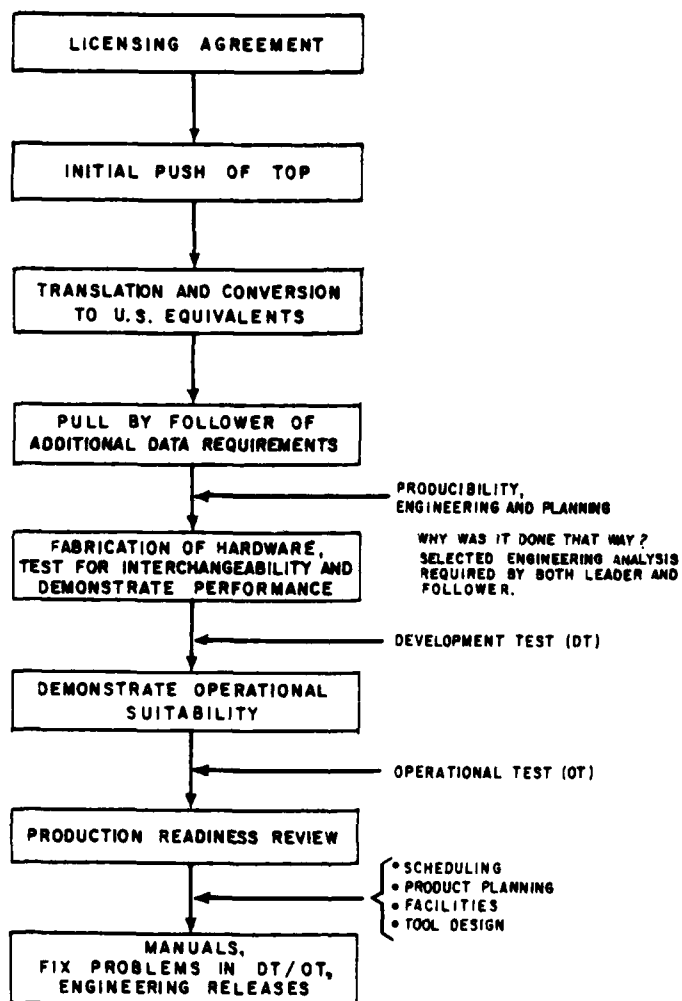 LICENSING AGREEMENT
INITIAL PUSH OF TOP
TRANSLATION AND CONVERSION
TO U.S. EQUIVALENTS
PULL BY FOLLOWER OF
ADDITIONAL DATA REQUIREMENTS
PRODUCIBILITY,
ENGINEERING AND PLANNING
WHY WAS IT DONE THAT WAY?
SELECTED ENGINEERING ANALYSIS
REQUIRED BY BOTH LEADER AND
FOLLOWER.
FABRICATION OF HARDWARE,
TEST FOR INTERCHANGEABILITY AND
DEMONSTRATE PERFORMANCE
DEVELOPMENT TEST (DT)
DEMONSTRATE OPERATIONAL
SUITABILITY
OPERATIONAL TEST (OT)
PRODUCTION READINESS REVIEW
• SCHEDULING
• PRODUCT PLANNING
• FACILITIES
• TOOL DESIGN
MANUALS,
FIX PROBLEMS IN DT/OT,
ENGINEERING RELEASES